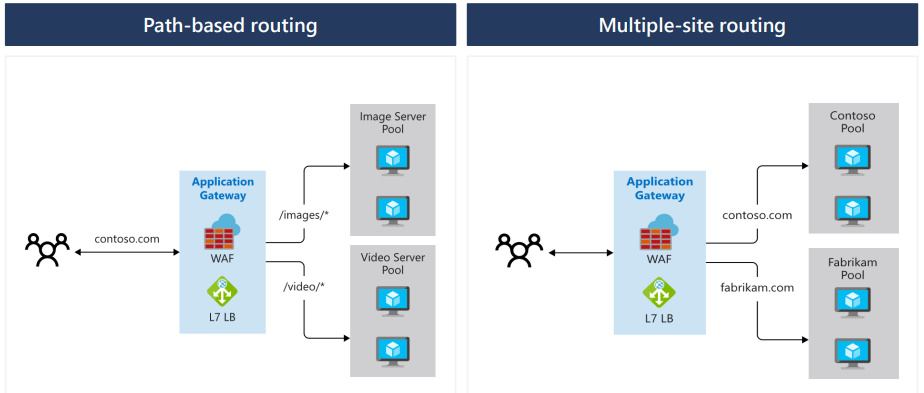 Path-based routing
Image Server
Pool
Application
Gateway
/images/*
contoso.com
WAF
Video Server
Pool
/video/*
L7 LB
Multiple-site routing
Contoso
Pool
Application
Gateway
contoso.com
WAF
Fabrikam
Pool
fabrikam.com
L7 LB